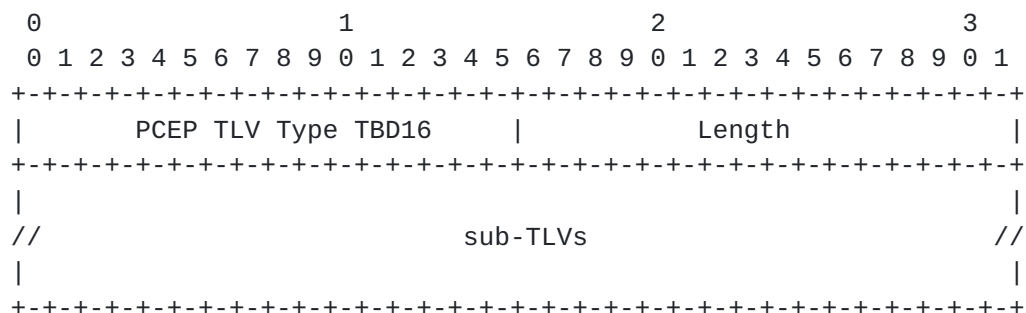 0                   1                   2                   3
 0 1 2 3 4 5 6 7 8 9 0 1 2 3 4 5 6 7 8 9 0 1 2 3 4 5 6 7 8 9 0 1
+-+-+-+-+-+-+-+-+-+-+-+-+-+-+-+-+-+-+-+-+-+-+-+-+-+-+-+-+-+-+-+-+
|       PCEP TLV Type TBD16     |           Length              |
+-+-+-+-+-+-+-+-+-+-+-+-+-+-+-+-+-+-+-+-+-+-+-+-+-+-+-+-+-+-+-+-+
|                                                               |
//                           sub-TLVs                          //
|                                                               |
+-+-+-+-+-+-+-+-+-+-+-+-+-+-+-+-+-+-+-+-+-+-+-+-+-+-+-+-+-+-+-+-+